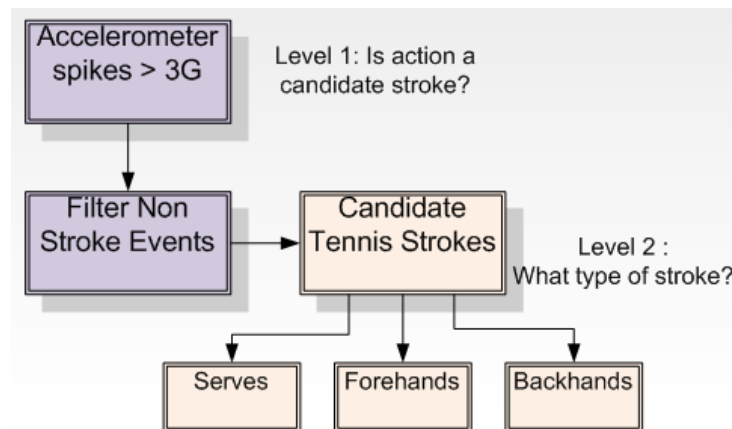 Accelerometer
spikes > 3G
Level 1: Is action a
candidate stroke?
Filter Non
Stroke Events
Candidate
Tennis Strokes
Level 2 :
What type of stroke?
Serves
Forehands
Backhands